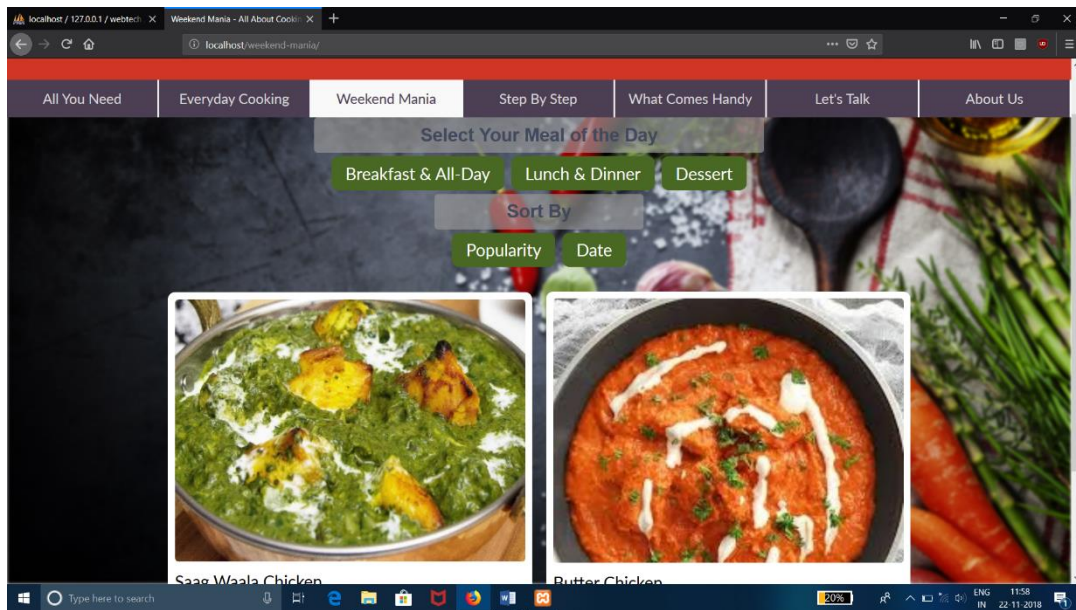 localhost / 127.0.0.1 / webtech
Weekend Mania - All About Cookin
localhost/weekend-mania/
All You Need
Everyday Cooking
Weekend Mania
Step By Step
What Comes Handy
Let's Talk
About Us
Select Your Meal of the Day
Breakfast & All-Day
Lunch & Dinner
Dessert
Sort By
Popularity
Date
Saag Waala Chicken
Butter Chicken
Type here to search
20%
ENG
IN
11:58
22-11-2018